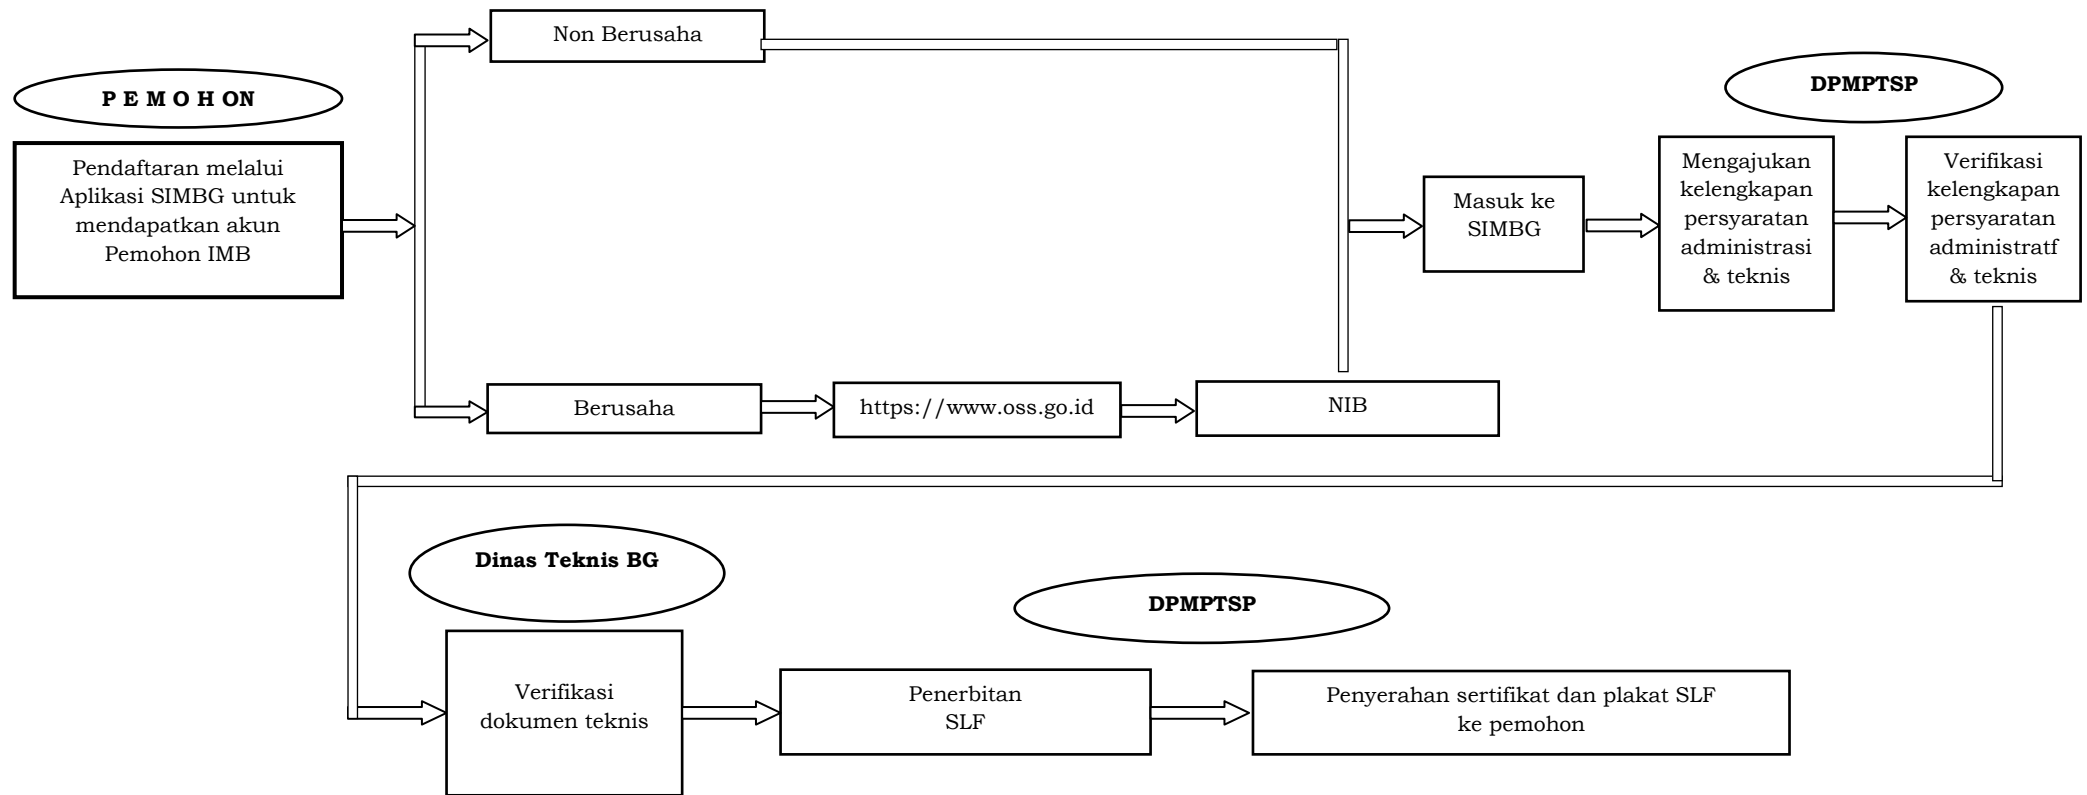 Non Berusaha
P E M O H ON
Pendaftaran melalui
Aplikasi SIMBG untuk
mendapatkan akun
Pemohon IMB
Berusaha
https://www.oss.go.id
NIB
Masuk ke
SIMBG
DPMPTSP
Mengajukan
kelengkapan
persyaratan
administrasi
& teknis
Verifikasi
kelengkapan
persyaratan
administratf
& teknis
Dinas Teknis BG
Verifikasi
dokumen teknis
DPMPTSP
Penerbitan
SLF
Penyerahan sertifikat dan plakat SLF
ke pemohon